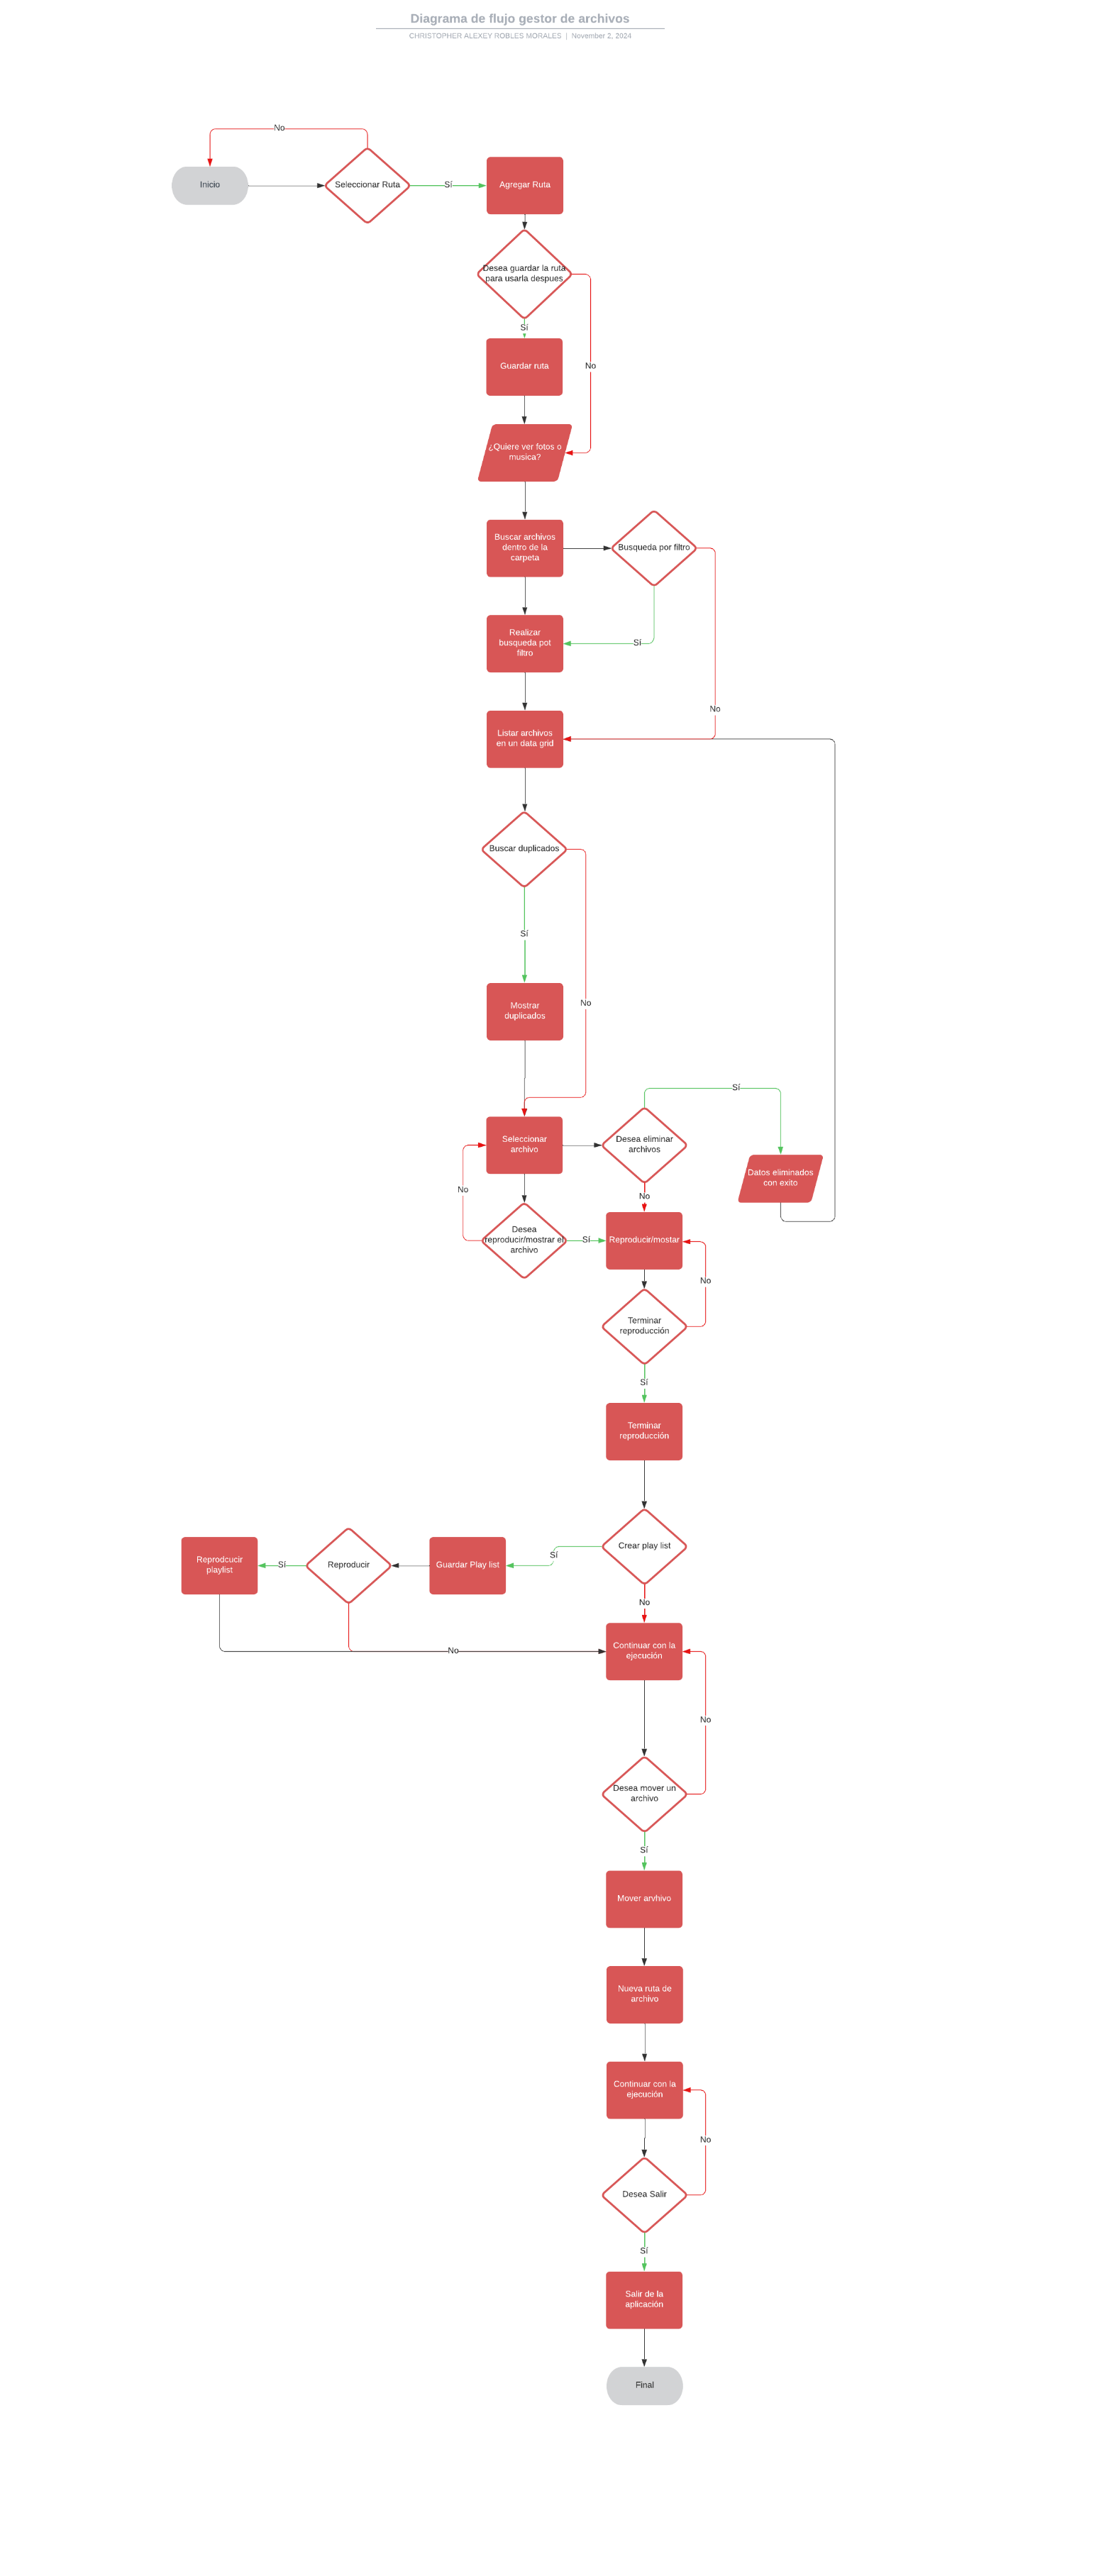 Diagrama de flujo gestor de archivos
CHRISTOPHER ALEXEY ROBLES MORALES | November 2, 2024
No
Inicio
Seleccionar Ruta
Sí
Agregar Ruta
Desea guardar la ruta
para usarla despues
Sí
Guardar ruta
No
¿Quiere ver fotos o
musica?
Buscar archivos
dentro de la
carpeta
Busqueda por filtro
Realizar
busqueda pot
filtro
Sí
No
Listar archivos
en un data grid
Buscar duplicados
Sí
No
Mostrar
duplicados
Sí
Seleccionar
archivo
Desea eliminar
archivos
Datos eliminados
con exito
No
No
Desea
reproducir/mostrar el
archivo
Sí
Reproducir/mostar
No
Terminar
reproducción
Sí
Terminar
reproducción
Crear play list
Sí
Reprodcucir
playlist
Sí
Reproducir
Guardar Play list
No
Continuar con la
ejecución
No
No
Desea mover un
archivo
Sí
Mover arvhivo
Nueva ruta de
archivo
Continuar con la
ejecución
No
Desea Salir
Sí
Salir de la
aplicación
Final